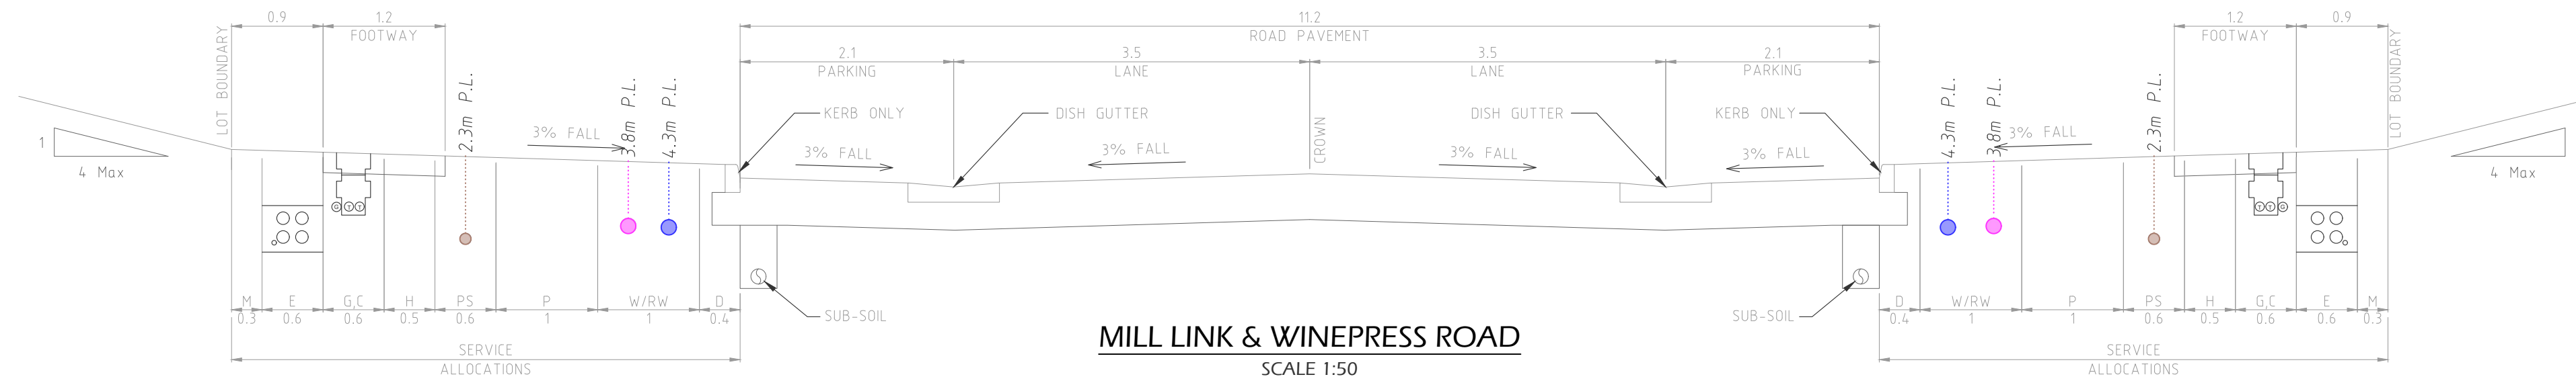 0.9
1.2
11.2
1.2
0.9
FOOTWAY
ROAD PAVEMENT
FOOTWAY
LOT BOUNDARY
2.1
3.5
3.5
2.1
LOT BOUNDARY
PARKING
LANE
LANE
PARKING
2.3m P.L.
3.8m P.L.
4.3m P.L.
KERB ONLY
DISH GUTTER
DISH GUTTER
KERB ONLY
4.3m P.L.
3.8m P.L.
2.3m P.L.
1
3% FALL
3% FALL
3% FALL
CROWN
3% FALL
3% FALL
3% FALL
1
4 Max
4 Max
G T T
T T G
M E G,C H PS P W/RW D
D W/RW P PS H G,C E M
0.3 0.6 0.6 0.5 0.6 1 1 0.4
0.4 1 1 0.6 0.5 0.6 0.6 0.3
SUB-SOIL
SUB-SOIL
MILL LINK & WINEPRESS ROAD
SCALE 1:50
SERVICE
ALLOCATIONS
SERVICE
ALLOCATIONS